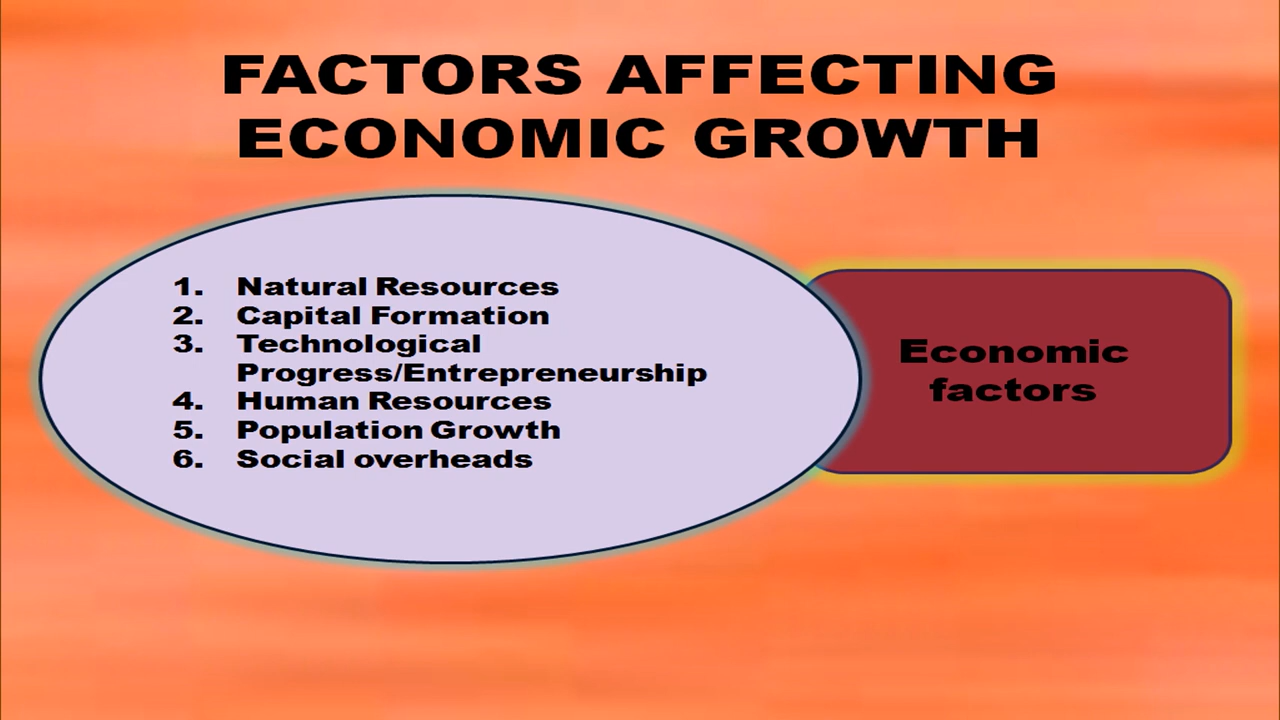 FACTORS AFFECTING
ECONOMIC GROWTH
1. Natural Resources
2. Capital Formation
3. Technological
Progress/Entrepreneurship
4. Human Resources
5. Population Growth
6. Social overheads
Economic
factors